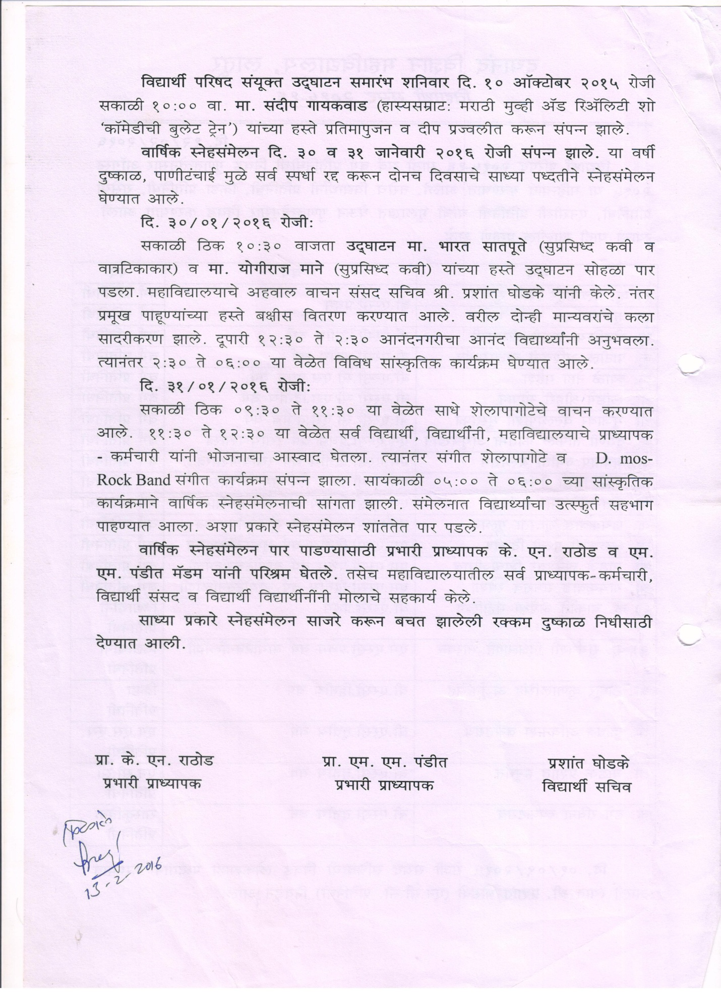 विद्यार्थी परिषद संयूक्त उद्‌घाटन समारंभ शनिवार दि. १० ऑक्टोबर २०१५ रोजी
सकाळी १०:०० वा. मा. संदीप गायकवाड (हास्यसम्राट: मराठी मुव्ही अँड रिॲलिटी शो
‘कॉमेडीची बुलेट ट्रेन’) यांच्या हस्ते प्रतिमापुजन व दीप प्रज्वलीत करून संपन्न झाले.
वार्षिक स्नेहसंमेलन दि. ३० व ३१ जानेवारी २०१६ रोजी संपन्न झाले. या वर्षी
दुष्काळ, पाणीटंचाई मुळे सर्व स्पर्धा रद्द करून दोनच दिवसाचे साध्या पध्दतीने स्नेहसंमेलन
घेण्यात आले.
दि. ३०/०१/२०१६ रोजी:
सकाळी ठिक १०:३० वाजता उद्‌घाटन मा. भारत सातपूते (सुप्रसिध्द कवी व
वात्रटिकाकार) व मा. योगीराज माने (सुप्रसिध्द कवी) यांच्या हस्ते उद्‌घाटन सोहळा पार
पडला. महाविद्यालयाचे अहवाल वाचन संसद सचिव श्री. प्रशांत घोडके यांनी केले. नंतर
प्रमूख पाहूण्यांच्या हस्ते बक्षीस वितरण करण्यात आले. वरील दोन्ही मान्यवरांचे कला
सादरीकरण झाले. दूपारी १२:३० ते २:३० आनंदनगरीचा आनंद विद्यार्थ्यांनी अनुभवला.
त्यानंतर २:३० ते ०६:०० या वेळेत विविध सांस्कृतिक कार्यक्रम घेण्यात आले.
दि. ३१/०१/२०१६ रोजी:
सकाळी ठिक ०९:३० ते ११:३० या वेळेत साधे शेलापागोटेचे वाचन करण्यात
आले. ११:३० ते १२:३० या वेळेत सर्व विद्यार्थी, विद्यार्थींनी, महाविद्यालयाचे प्राध्यापक
- कर्मचारी यांनी भोजनाचा आस्वाद घेतला. त्यानंतर संगीत शेलापागोटे व D. mos-
Rock Band संगीत कार्यक्रम संपन्न झाला. सायंकाळी ०५:०० ते ०६:०० च्या सांस्कृतिक
कार्यक्रमाने वार्षिक स्नेहसंमेलनाची सांगता झाली. संमेलनात विद्यार्थ्यांचा उत्स्फुर्त सहभाग
पाहण्यात आला. अशा प्रकारे स्नेहसंमेलन शांततेत पार पडले.
वार्षिक स्नेहसंमेलन पार पाडण्यासाठी प्रभारी प्राध्यापक के. एन. राठोड व एम.
एम. पंडीत मॅडम यांनी परिश्रम घेतले. तसेच महाविद्यालयातील सर्व प्राध्यापक-कर्मचारी,
विद्यार्थी संसद व विद्यार्थी विद्यार्थीनींनी मोलाचे सहकार्य केले.
साध्या प्रकारे स्नेहसंमेलन साजरे करून बचत झालेली रक्कम दुष्काळ निधीसाठी
देण्यात आली.
प्रा. के. एन. राठोड प्रा. एम. एम. पंडीत प्रशांत घोडके
प्रभारी प्राध्यापक प्रभारी प्राध्यापक विद्यार्थी सचिव
13-2-2016